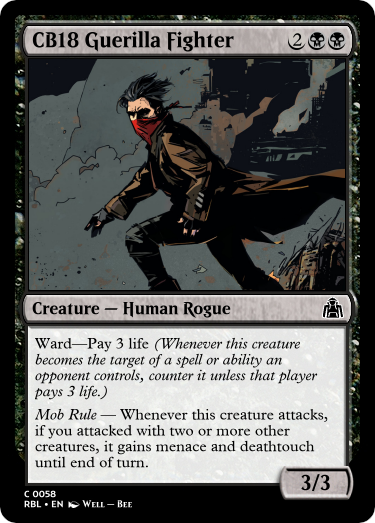 CB18 Guerilla Fighter 2
Creature — Human Rogue
Ward—Pay 3 life (Whenever this creature
becomes the target of a spell or ability an
opponent controls, counter it unless that player
pays 3 life.)
Mob Rule — Whenever this creature attacks,
if you attacked with two or more other
creatures, it gains menace and deathtouch
until end of turn.
3/3
C 0058
RBL • EN Well — Bee